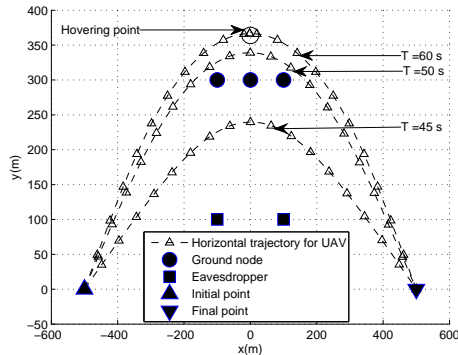 400
350
300
250
200
150
100
50
0
−50
−600
−400
−200
0
200
400
600
x(m)
y(m)
Hovering point
T =60 s
T =50 s
T =45 s
Horizontal trajectory for UAV
Ground node
Eavesdropper
Initial point
Final point